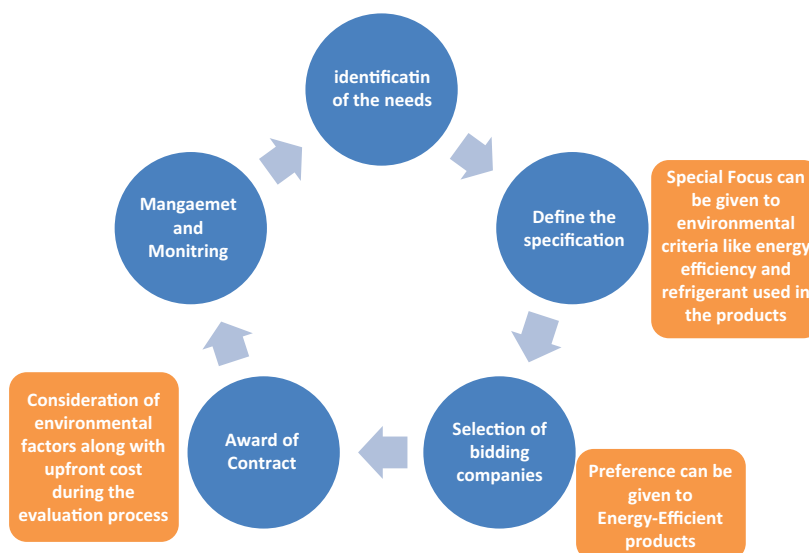 identificatin
of the needs
Define the
specification
Special Focus can
be given to
environmental
criteria like energy
efficiency and
refrigerant used in
the products
Selection of
bidding
companies
Preference can be
given to
Energy-Efficient
products
Award of
Contract
Consideration of
environmental
factors along with
upfront cost
during the
evaluation process
Mangaemet
and
Monitring